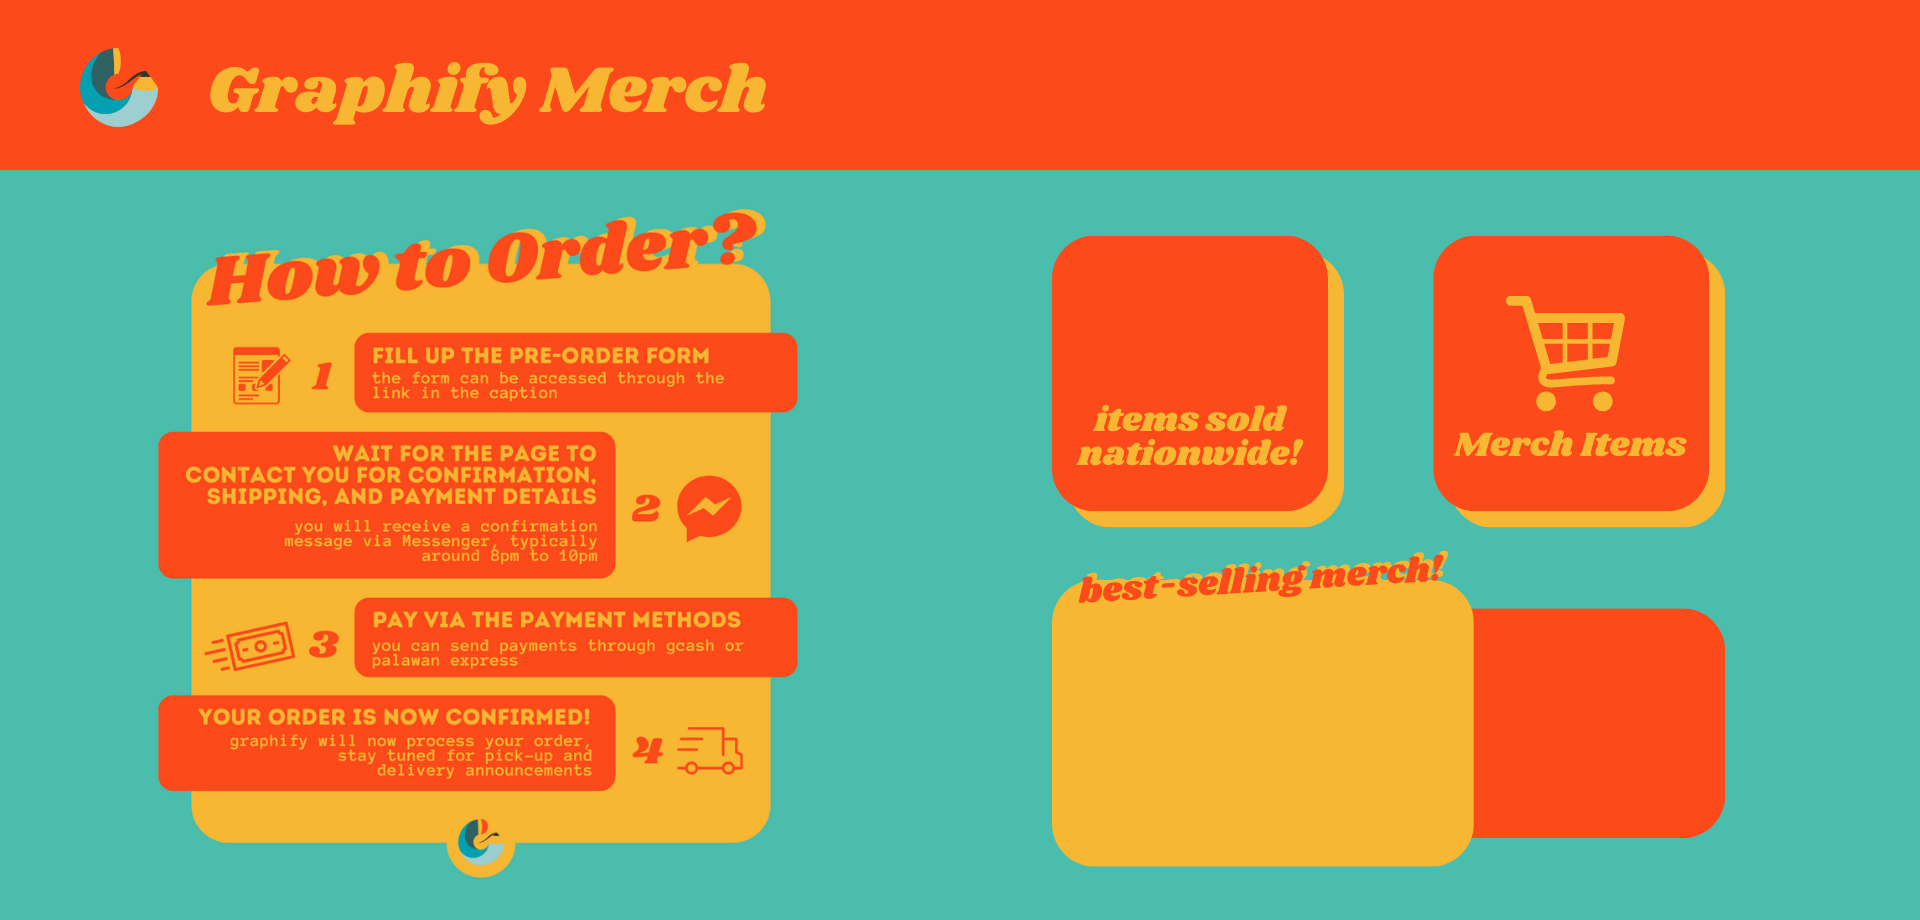 Graphify Merch
How to Order?
1
FILL UP THE PRE-ORDER FORM
the form can be accessed through the
link in the caption
WAIT FOR THE PAGE TO
CONTACT YOU FOR CONFIRMATION,
SHIPPING, AND PAYMENT DETAILS
you will receive a confirmation
message via Messenger, typically
around 8pm to 10pm
2
3
PAY VIA THE PAYMENT METHODS
you can send payments through gcash or
palawan express
YOUR ORDER IS NOW CONFIRMED!
graphify will now process your order,
stay tuned for pick-up and
delivery announcements
4
items sold
nationwide!
Merch Items
best-selling merch!